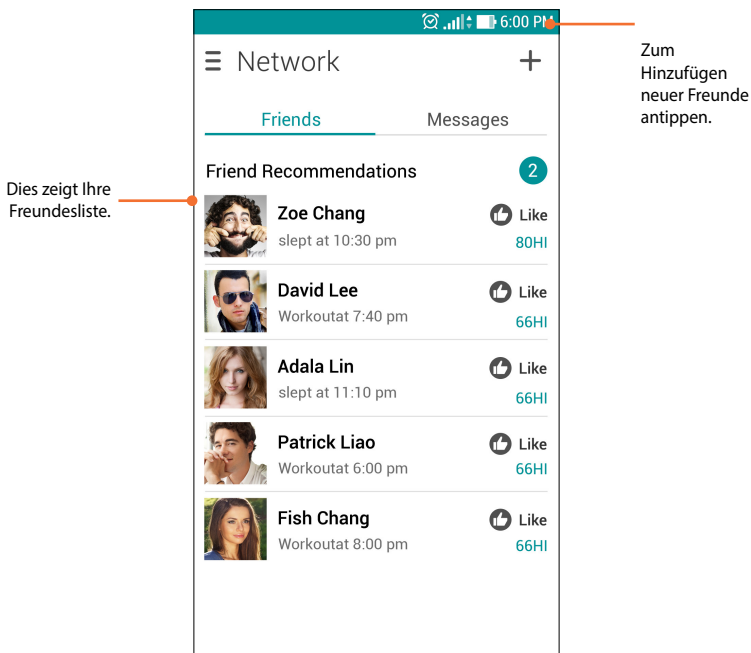 6:00 PM
Network
Zum
Hinzufügen
neuer Freunde
antippen.
Friends Messages
Friend Recommendations 2
Dies zeigt Ihre
Freundesliste.
Zoe Chang Like
slept at 10:30 pm 80HI
David Lee Like
Workoutat 7:40 pm 66HI
Adala Lin Like
slept at 11:10 pm 66HI
Patrick Liao Like
Workoutat 6:00 pm 66HI
Fish Chang Like
Workoutat 8:00 pm 66HI